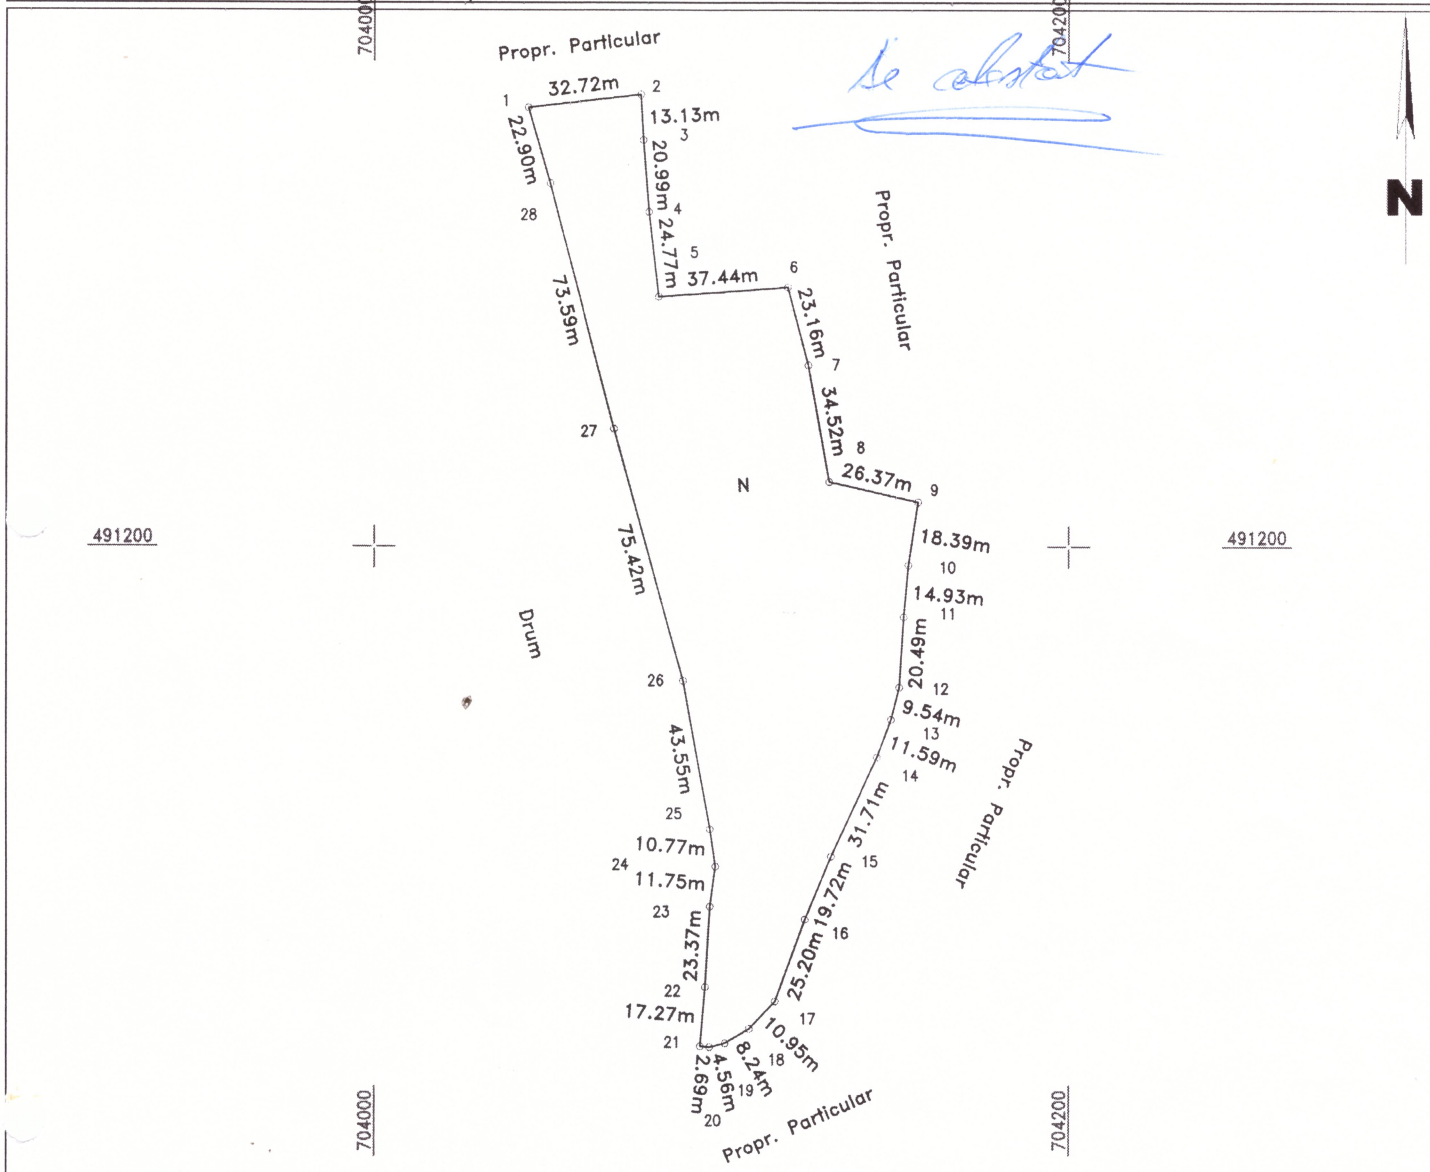 704000
704200
Propr. Particular
1
32.72m
2
13.13m
3
22.90m
20.99m
4
28
24.77m
5
37.44m
6
N
Propr. Particular
23.16m
7
73.59m
34.52m
8
26.37m
9
27
N
491200
491200
18.39m
10
75.42m
14.93m
11
Drum
20.49m
26
12
9.54m
13
11.59m
14
43.55m
Propr. Particular
31.71m
25
10.77m
15
24
11.75m
19.72m
23
16
23.37m
25.20m
22
17.27m
17
21
10.95m
18
8.24m
19
4.56m
2.69m
20
Propr. Particular
704000
704200